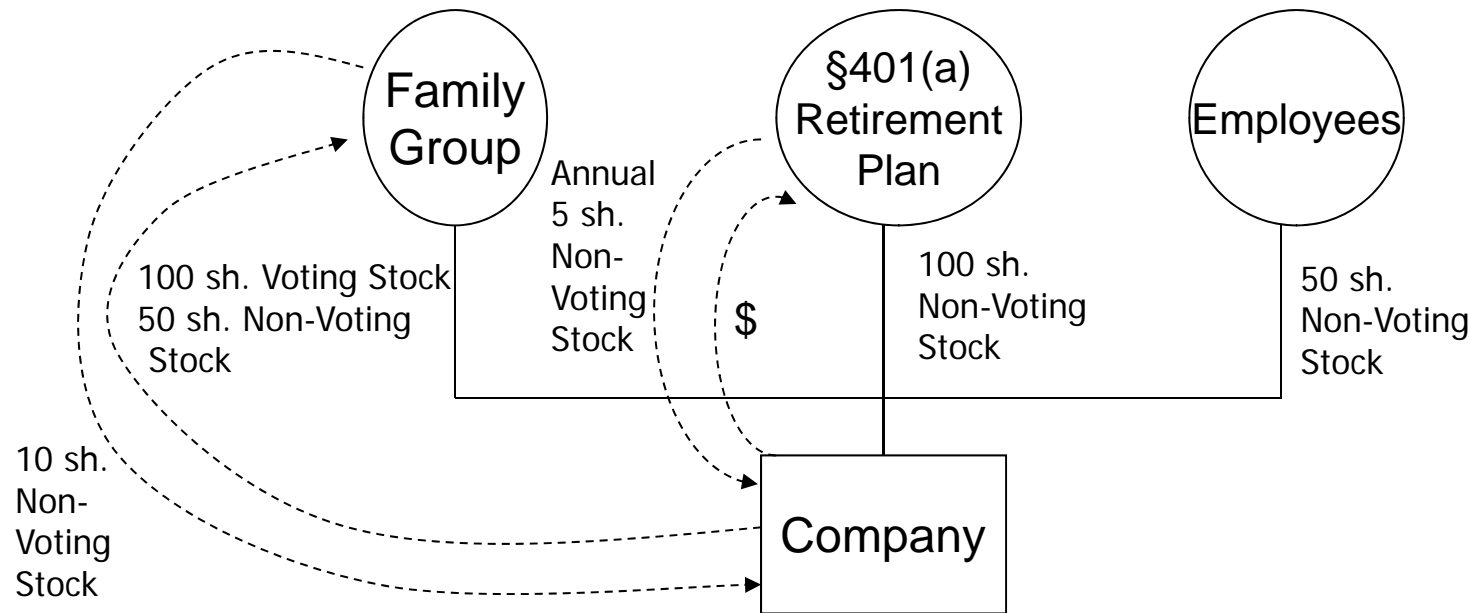 Family
Group
§401(a)
Retirement
Plan
Employees
Annual
5 sh.
Non-
Voting
Stock
100 sh. Voting Stock
50 sh. Non-Voting
Stock
$
100 sh.
Non-Voting
Stock
50 sh.
Non-Voting
Stock
10 sh.
Non-
Voting
Stock
Company